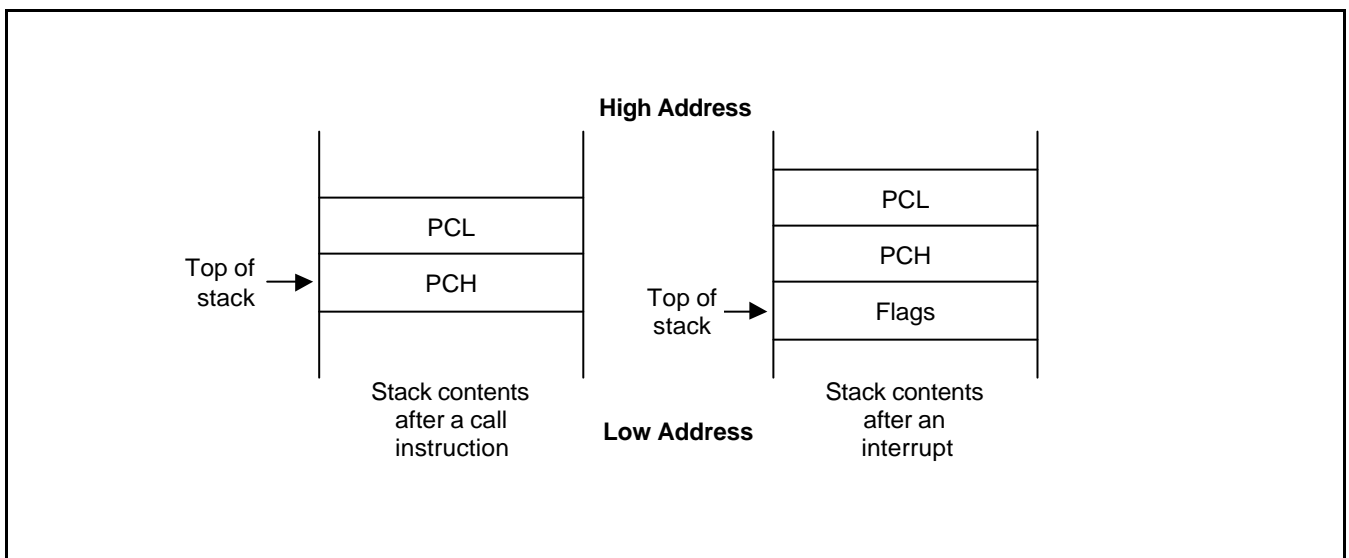 High Address
PCL
PCH
Top of
stack
Stack contents
after a call
instruction
PCL
PCH
Flags
Top of
stack
Stack contents
after an
interrupt
Low Address